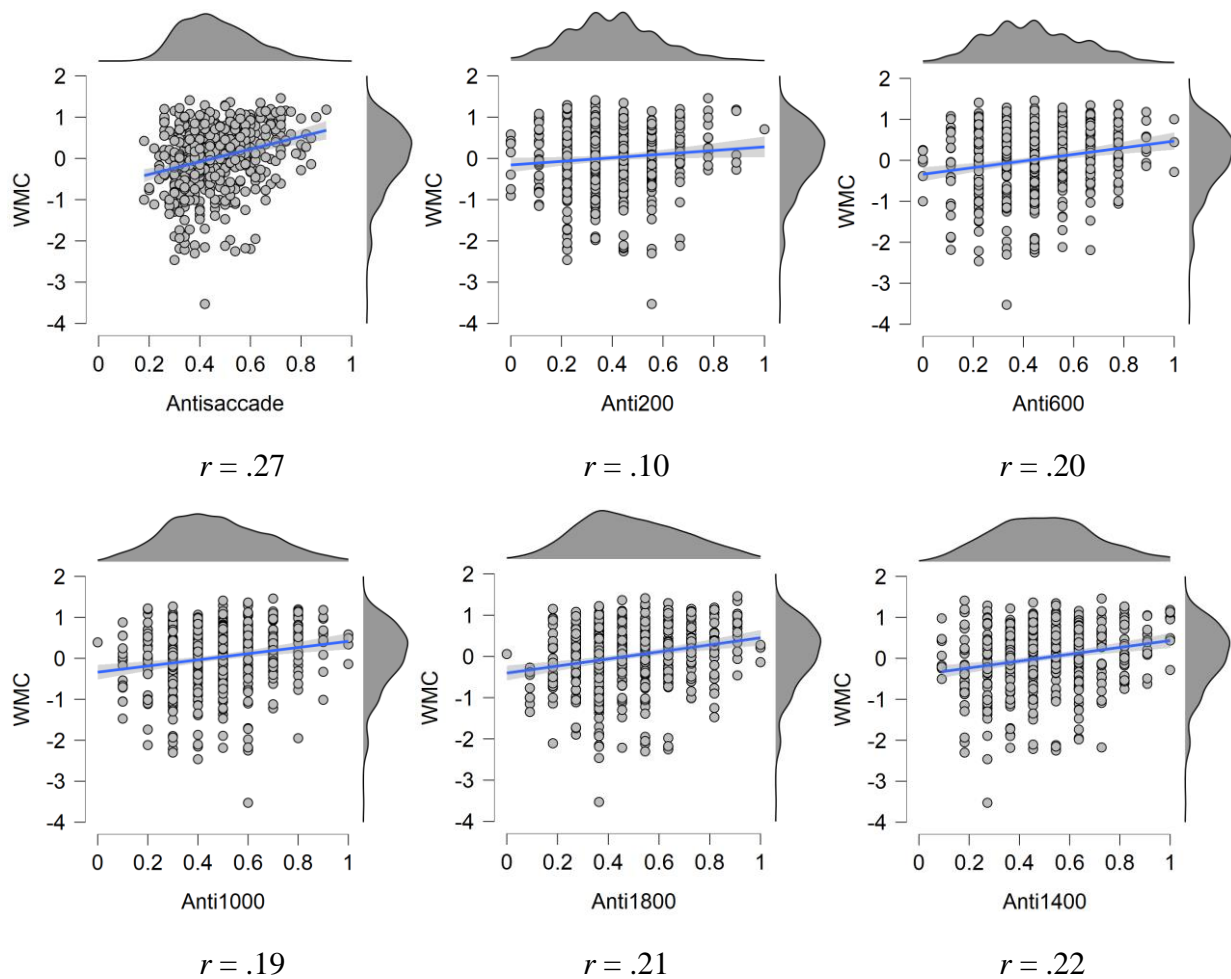 WMC
2
1
0
-1
-2
-3
-4
0 0.2 0.4 0.6 0.8 1
Antisaccade
r = .27
WMC
2
1
0
-1
-2
-3
-4
0 0.2 0.4 0.6 0.8 1
Anti200
r = .10
WMC
2
1
0
-1
-2
-3
-4
0 0.2 0.4 0.6 0.8 1
Anti600
r = .20
WMC
2
1
0
-1
-2
-3
-4
0 0.2 0.4 0.6 0.8 1
Anti1000
r = .19
WMC
2
1
0
-1
-2
-3
-4
0 0.2 0.4 0.6 0.8 1
Anti1800
r = .21
WMC
2
1
0
-1
-2
-3
-4
0 0.2 0.4 0.6 0.8 1
Anti1400
r = .22